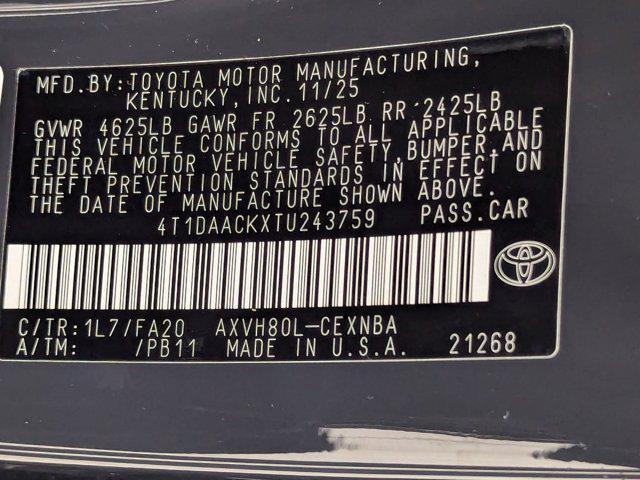 MFD.BY:TOYOTA MOTOR MANUFACTURING,
KENTUCKY,INC.11/25
GVWR 4625LB GAWR FR 2625LB RR 2425LB
THIS VEHICLE CONFORMS TO ALL APPLICABLE
FEDERAL MOTOR VEHICLE SAFETY,BUMPER,AND
THEFT PREVENTION STANDARDS IN EFFECT ON
THE DATE OF MANUFACTURE SHOWN ABOVE.
4T1DAACKXTU243759 PASS.CAR
C/TR:1L7/FA20 AXVH80L-CEXNBA
A/TM: /PB11 MADE IN U.S.A. 21268